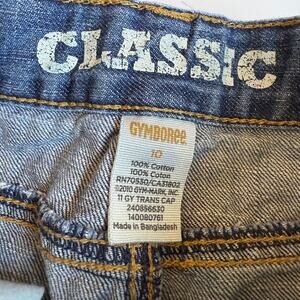 CLASSIC
GYMBOREE.
10
100% Cotton
100% Coton
RN70530/CA31802
©2010 GYM-MARK, INC.
11 GY TRANS CAP
240856630
140080761
Made in Bangladesh